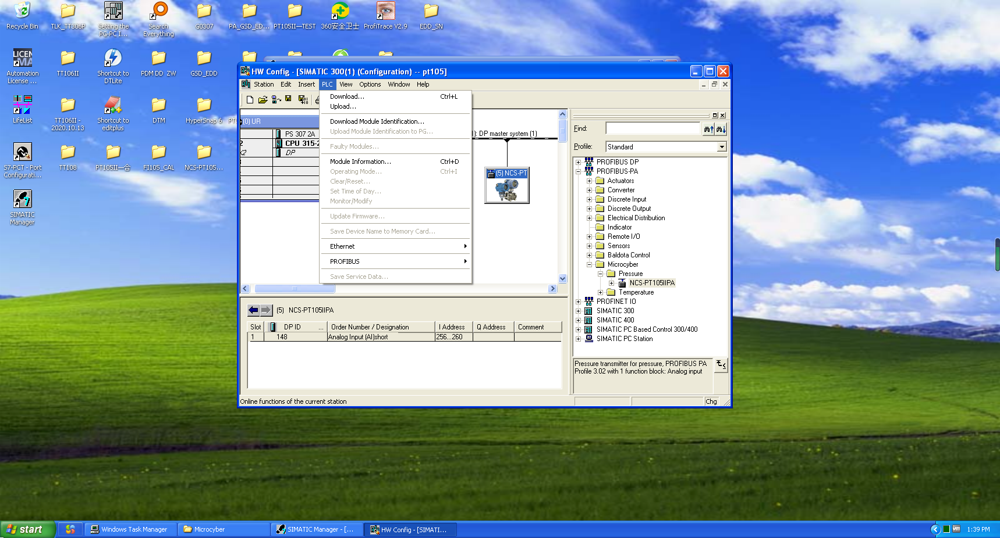 Recycle Bin
TLK_TT306P
Setting the
PG-PC I...
Search
Everything
G0307
PA_GSD_ED...
PT105II—TEST
360安全卫士
ProfiTrace V2.9
EDD_SN
Automation
License ...
TT106II
Shortcut to
DTLite
PDM DD_ZW
GSD_EDD
LifeList
TT106II -
2020.10.13
Shortcut to
editplus
DTM
HyperSnap 6
S7-PCT - Port
Configurati...
TT108
PT105II—合
FI105_CAL
NCS-PT105...
SIMATIC
Manager
HW Config - [SIMATIC 300(1) (Configuration) -- pt105]
Station Edit Insert PLC View Options Window Help
Download... Ctrl+L
Upload...
Download Module Identification...
Upload Module Identification to PG...
Faulty Modules...
Module Information... Ctrl+D
Operating Mode... Ctrl+I
Clear/Reset...
Set Time of Day...
Monitor/Modify
Update Firmware...
Save Device Name to Memory Card...
Ethernet
PROFIBUS
Save Service Data...
(0) UR
PS 307 2A
2 CPU 315-2
X2 DP
): DP master system (1)
(5) NCS-PT
Find:
Profile: Standard
PROFIBUS DP
PROFIBUS-PA
Actuators
Converter
Discrete Input
Discrete Output
Electrical Distribution
Indicator
Remote I/O
Sensors
Baldota Control
Microcyber
Pressure
NCS-PT105IIPA
Temperature
PROFINET IO
SIMATIC 300
SIMATIC 400
SIMATIC PC Based Control 300/400
SIMATIC PC Station
(5) NCS-PT105IIPA
Slot DP ID ... Order Number / Designation I Address Q Address Comment
1 148 Analog Input (AI)short 256...260
Pressure transmitter for pressure, PROFIBUS PA
Profile 3.02 with 1 function block: Analog input
Online functions of the current station
Chg
start
Windows Task Manager
Microcyber
SIMATIC Manager - [...
HW Config - [SIMATI...
1:39 PM